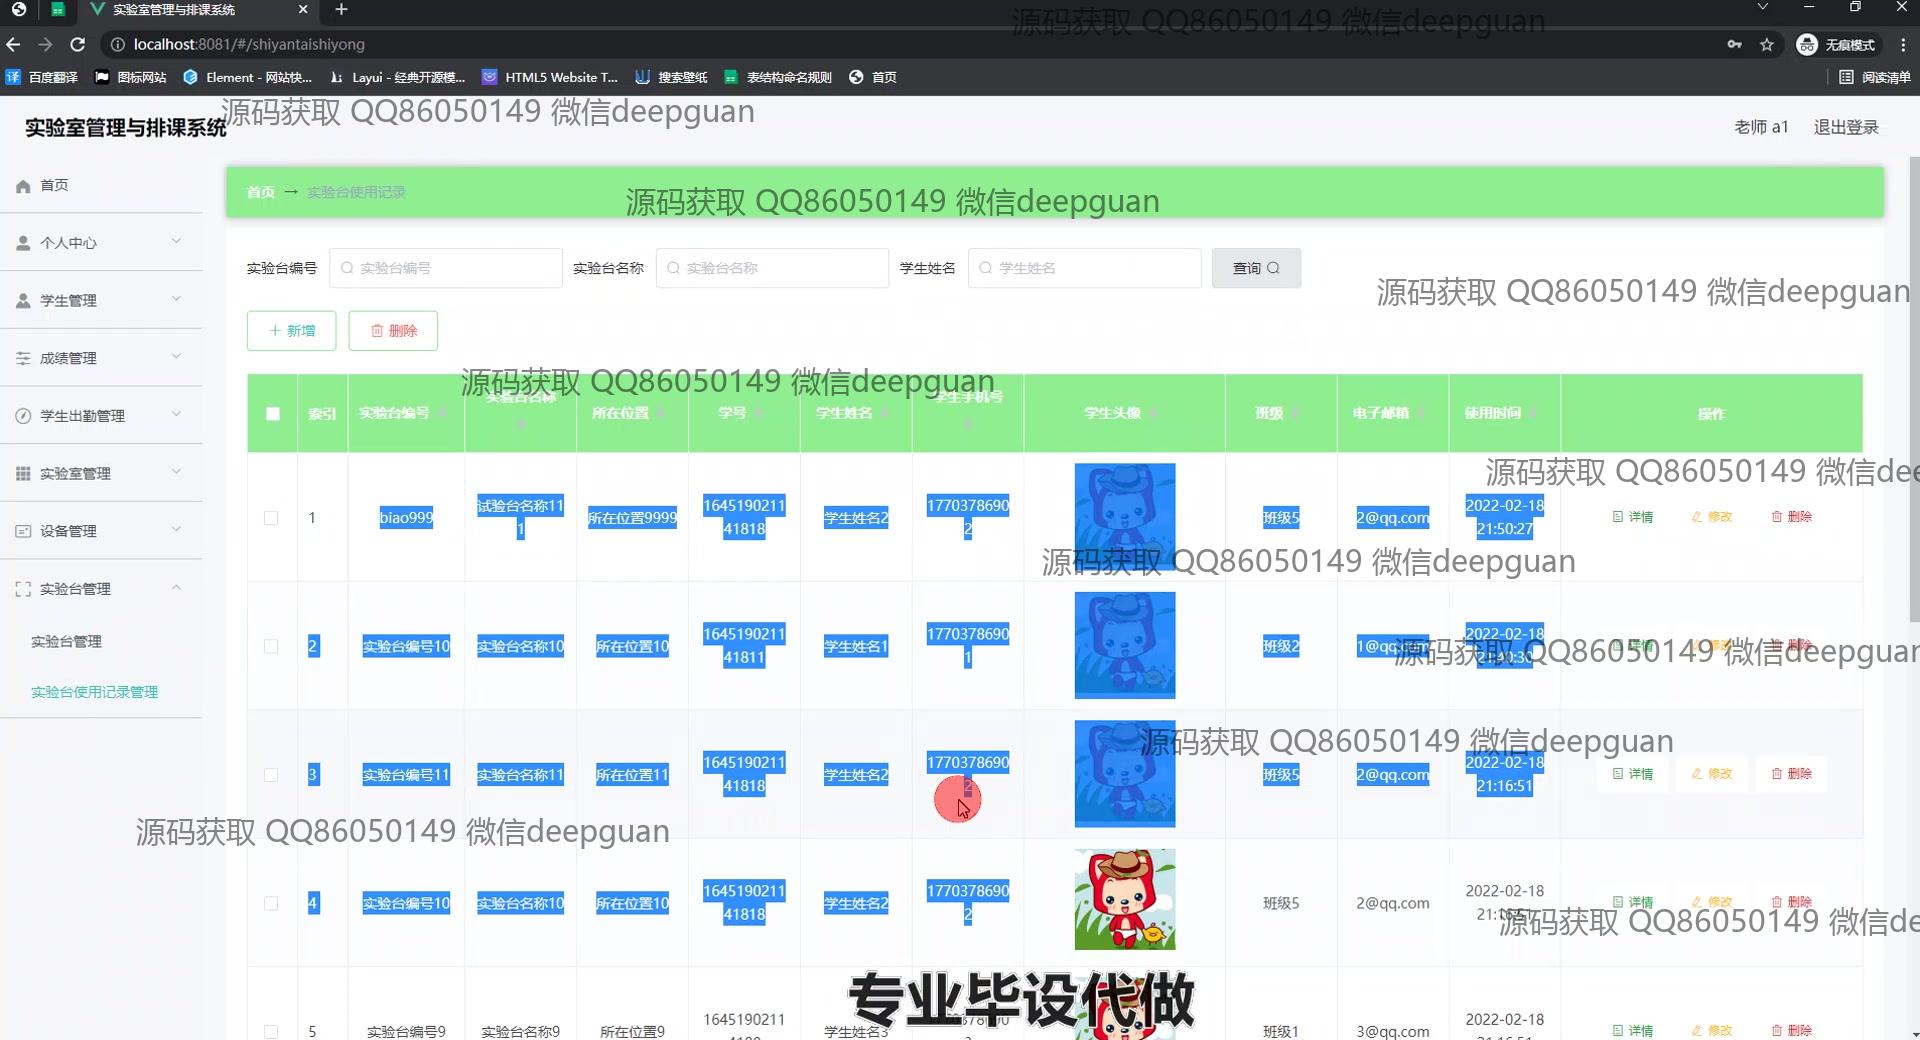 实验室管理与排课系统
localhost:8081/#/shiyantaishiyong
无痕模式
百度翻译 图标网站 Element - 网站快... Layui - 经典开源模... HTML5 Website T... 搜索壁纸 表结构命名规则 首页 阅读清单
源码获取 QQ86050149 微信deepguan
源码获取 QQ86050149 微信deepguan
实验室管理与排课系统
老师 a1 退出登录
首页
个人中心
学生管理
成绩管理
学生出勤管理
实验室管理
设备管理
实验台管理
实验台管理
实验台使用记录管理
首页 → 实验台使用记录
源码获取 QQ86050149 微信deepguan
实验台编号 实验台编号 实验台名称 实验台名称 学生姓名 学生姓名 查询
源码获取 QQ86050149 微信deepguan
新增 删除
源码获取 QQ86050149 微信deepguan
索引 实验台编号 实验台名称 所在位置 学号 学生姓名 学生手机号 学生头像 班级 电子邮箱 使用时间 操作
源码获取 QQ86050149 微信dee
1 biao999 试验台名称111 所在位置9999 164519021141818 学生姓名2 17703786902 班级5 2@qq.com 2022-02-18 21:50:27 详情 修改 删除
源码获取 QQ86050149 微信deepguan
2 实验台编号10 实验台名称10 所在位置10 164519021141811 学生姓名1 17703786901 班级2 1@qq.com 2022-02-18 详情 修改 删除
源码获取 QQ86050149 微信deepguan
源码获取 QQ86050149 微信deepguan
3 实验台编号11 实验台名称11 所在位置11 164519021141818 学生姓名2 17703786902 班级5 2@qq.com 2022-02-18 21:16:51 详情 修改 删除
源码获取 QQ86050149 微信deepguan
4 实验台编号10 实验台名称10 所在位置10 164519021141818 学生姓名2 17703786902 班级5 2@qq.com 2022-02-18 21:16:51 详情 修改 删除
源码获取 QQ86050149 微信de
专业毕设代做
5 实验台编号9 实验台名称9 所在位置9 1645190211 学生姓名3 班级1 3@qq.com 2022-02-18 详情 修改 删除